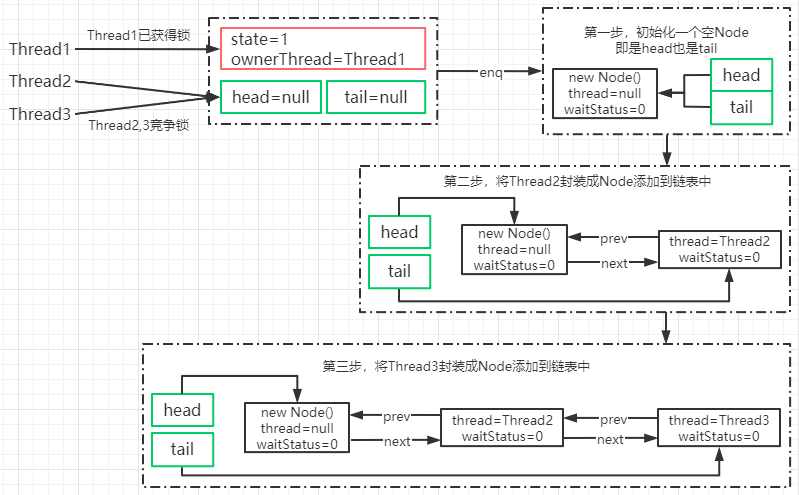 Thread1
Thread1已获得锁
Thread2
Thread3
Thread2,3竞争锁
state=1
ownerThread=Thread1
head=null
tail=null
enq
第一步，初始化一个空Node
即是head也是tail
new Node()
thread=null
waitStatus=0
head
tail
第二步，将Thread2封装成Node添加到链表中
head
tail
new Node()
thread=null
waitStatus=0
prev
next
thread=Thread2
waitStatus=0
第三步，将Thread3封装成Node添加到链表中
head
tail
new Node()
thread=null
waitStatus=0
prev
next
thread=Thread2
waitStatus=0
prev
next
thread=Thread3
waitStatus=0